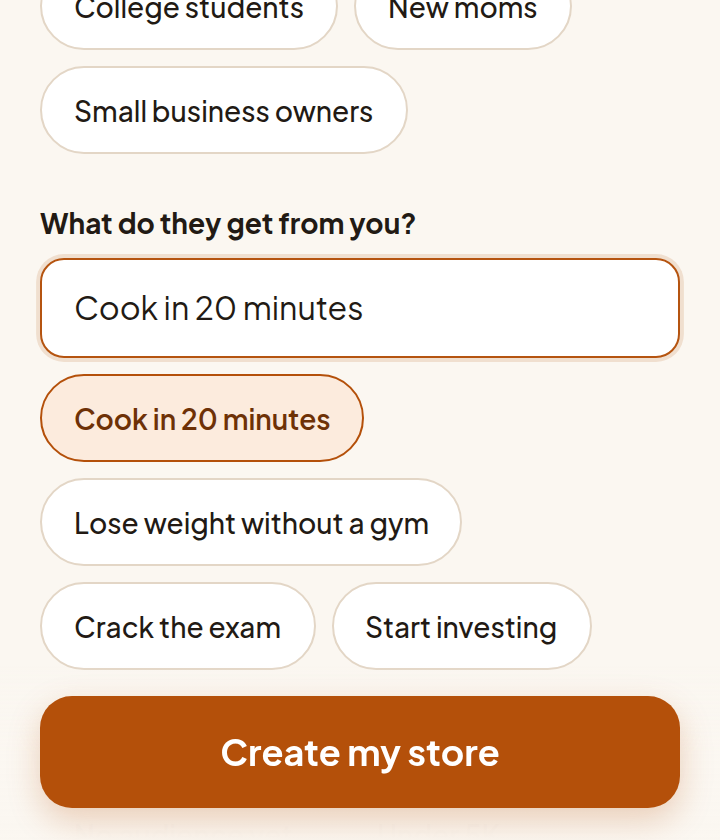 College students
New moms
Small business owners
What do they get from you?
Cook in 20 minutes
Cook in 20 minutes
Lose weight without a gym
Crack the exam
Start investing
Create my store